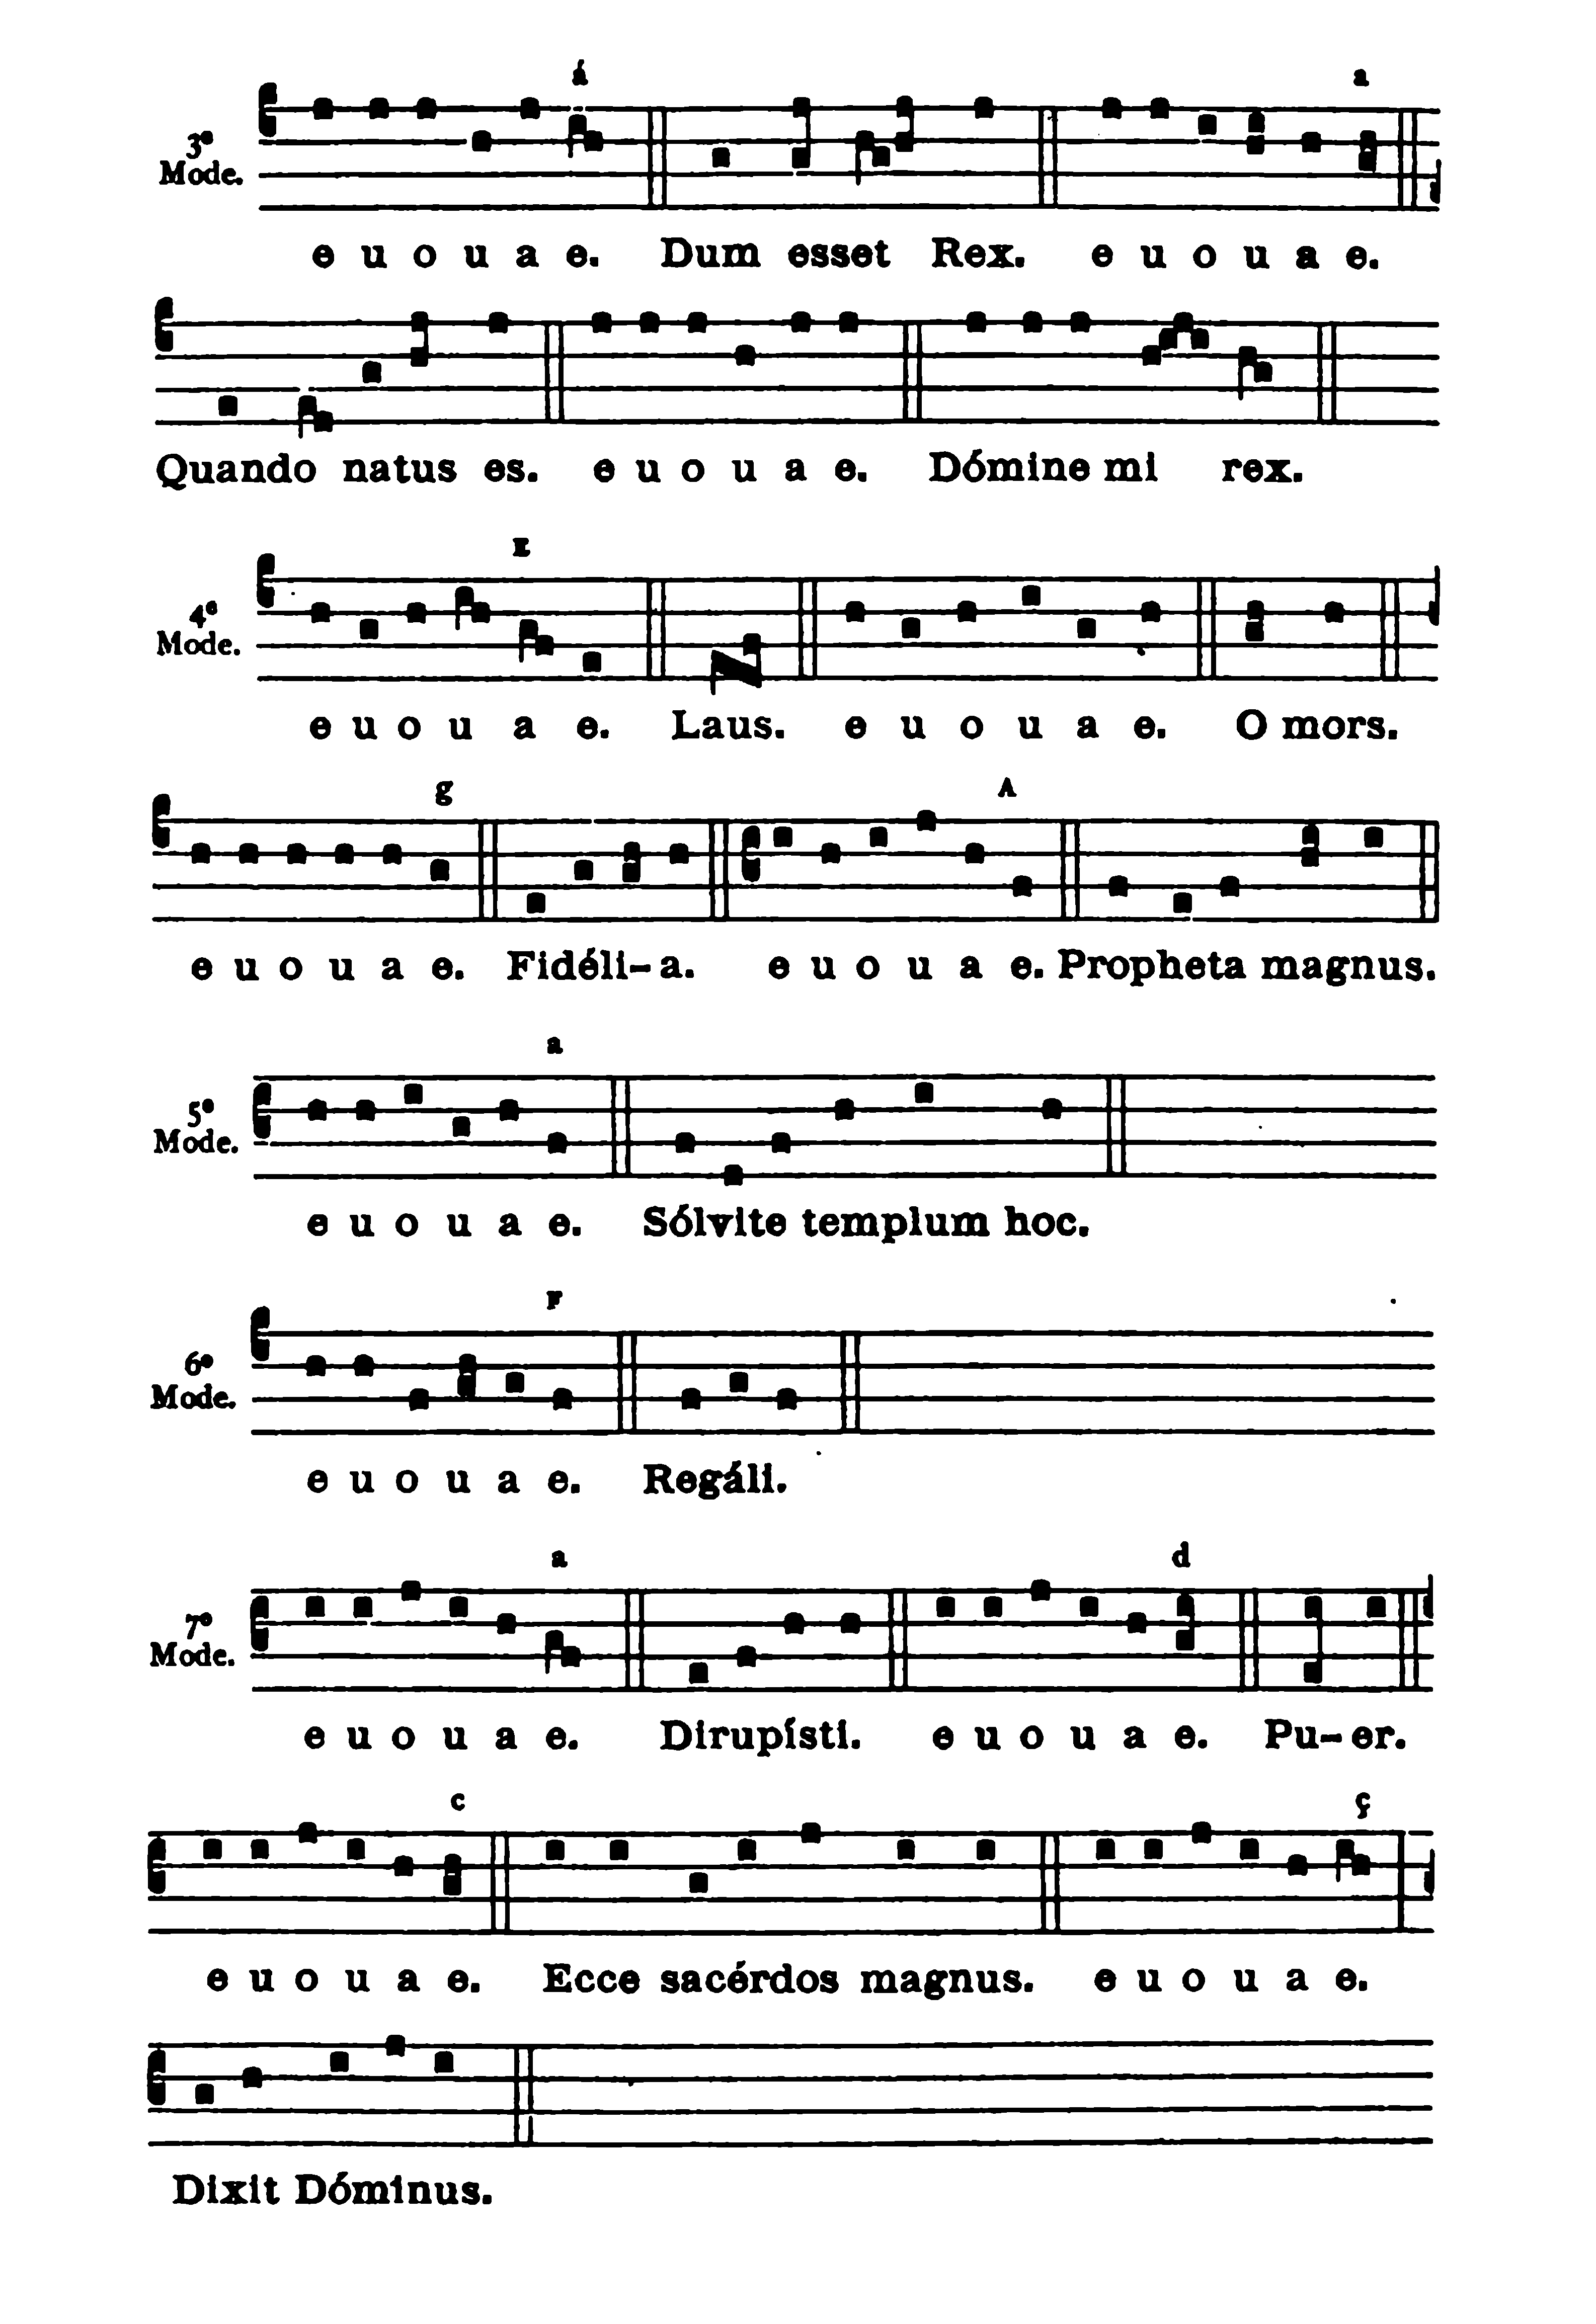 á a
3e
Mode.
e u o u a e. Dum esset Rex. e u o u a e.
Quando natus es. e u o u a e. Dómine mi rex.
E
4e
Mode.
e u o u a e. Laus. e u o u a e. O mors.
g A
e u o u a e. Fidéli-a. e u o u a e. Propheta magnus.
a
5e
Mode.
e u o u a e. Sólvite templum hoc.
F
6e
Mode.
e u o u a e. Regáli.
a d
7e
Mode.
e u o u a e. Dirupísti. e u o u a e. Pu-er.
c ç
e u o u a e. Ecce sacérdos magnus. e u o u a e.
Dixit Dóminus.